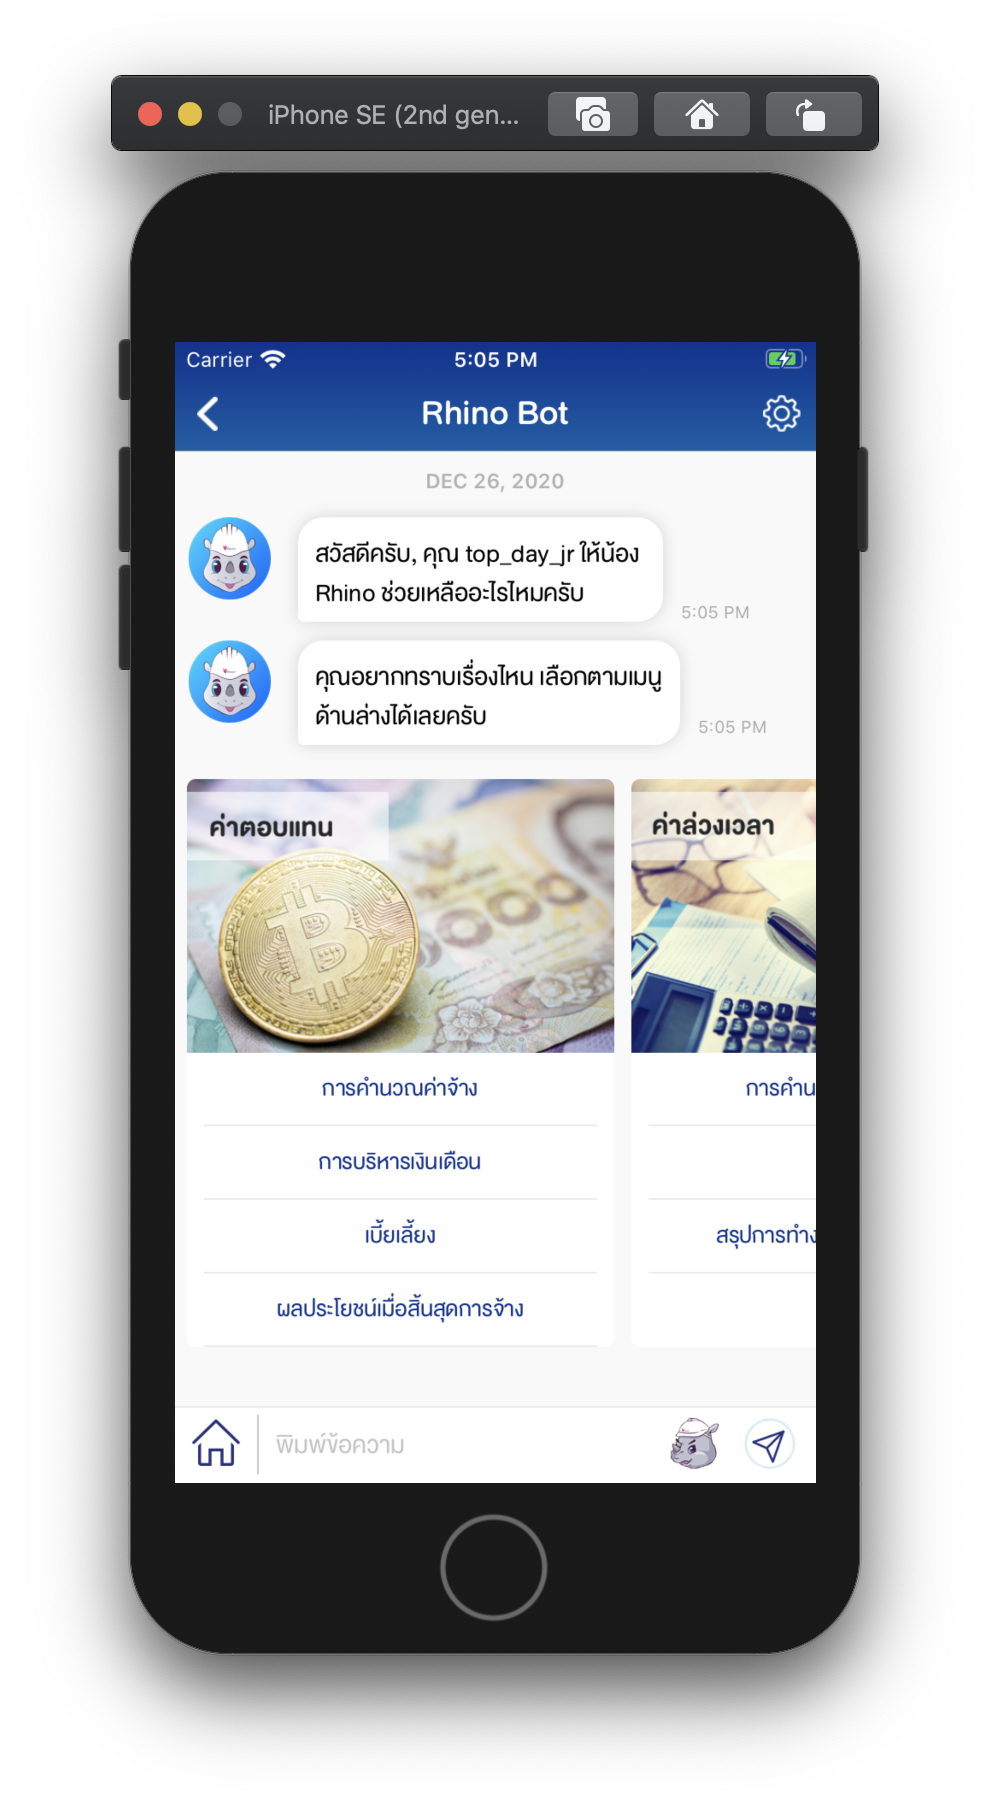 iPhone SE (2nd gen...
Carrier
5:05 PM
Rhino Bot
DEC 26, 2020
สวัสดีครับ, คุณ top_day_jr ให้น้อง
Rhino ช่วยเหลืออะไรไหมครับ
5:05 PM
คุณอยากทราบเรื่องไหน เลือกตามเมนู
ด้านล่างได้เลยครับ
5:05 PM
ค่าตอบแทน
ค่าล่วงเวลา
การคำนวณค่าจ้าง
การคำน
การบริหารเงินเดือน
เบี้ยเลี้ยง
สรุปการทำง
ผลประโยชน์เมื่อสิ้นสุดการจ้าง
พิมพ์ข้อความ